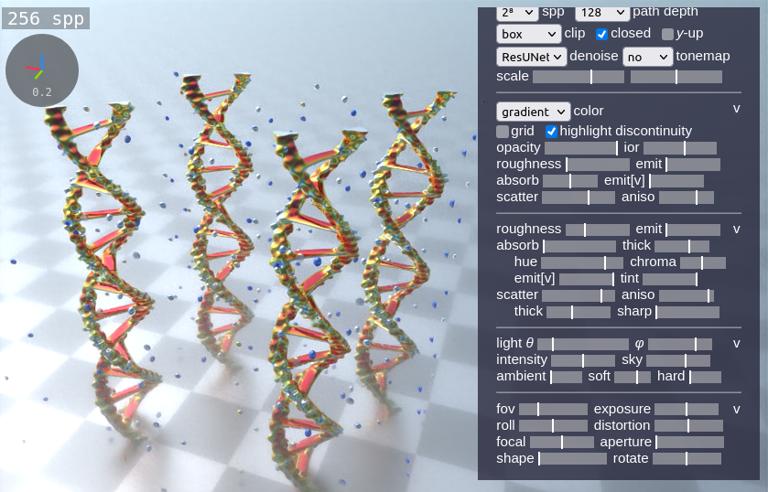 256 spp
0.2
2⁸ spp 128 path depth
box clip closed y-up
ResUNet denoise no tonemap
scale
gradient color v
grid highlight discontinuity
opacity ior
roughness emit
absorb emit[v]
scatter aniso
roughness emit v
absorb thick
hue chroma
emit[v] tint
scatter aniso
thick sharp
light θ φ v
intensity sky
ambient soft hard
fov exposure v
roll distortion
focal aperture
shape rotate